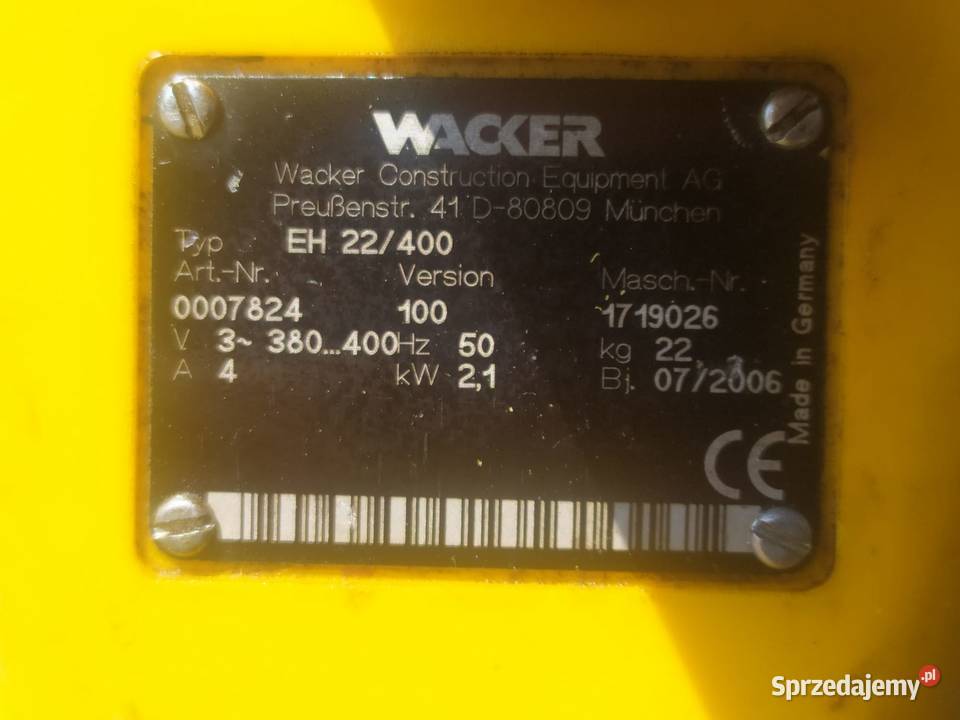 WACKER
Wacker Construction Equipment AG
Preußenstr. 41 D-80809 München
Typ EH 22/400
Art.-Nr. Version Masch.-Nr.
0007824 100 1719026
V 3~ 380...400 Hz 50 kg 22
A 4 kW 2,1 Bj. 07/2006
Made in Germany
CE
Sprzedajemy.pl